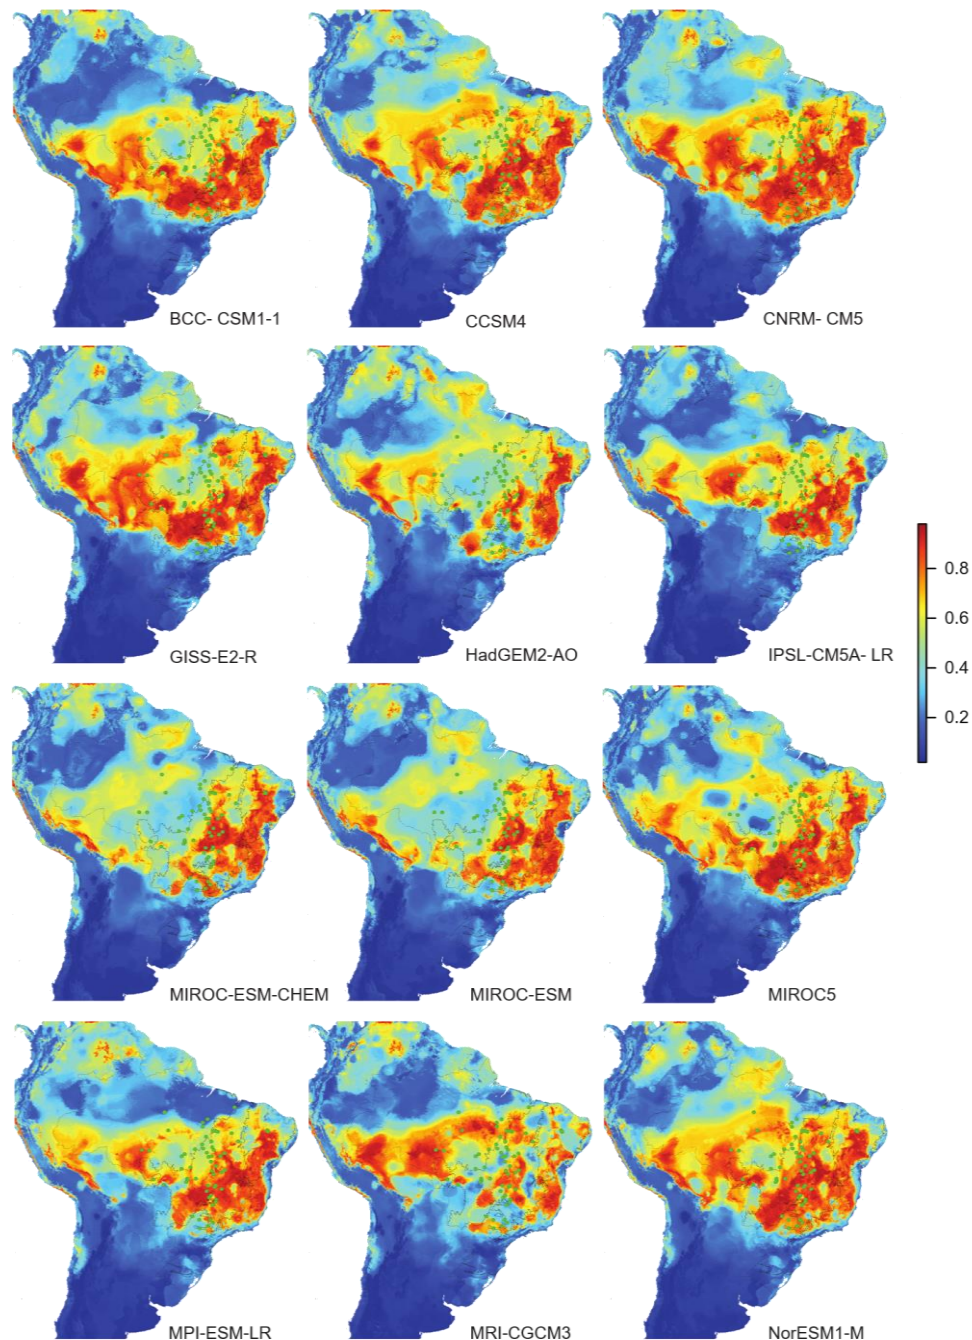 BCC- CSM1-1
CCSM4
CNRM- CM5
GISS-E2-R
HadGEM2-AO
IPSL-CM5A- LR
0.8
0.6
0.4
0.2
MIROC-ESM-CHEM
MIROC-ESM
MIROC5
MPI-ESM-LR
MRI-CGCM3
NorESM1-M